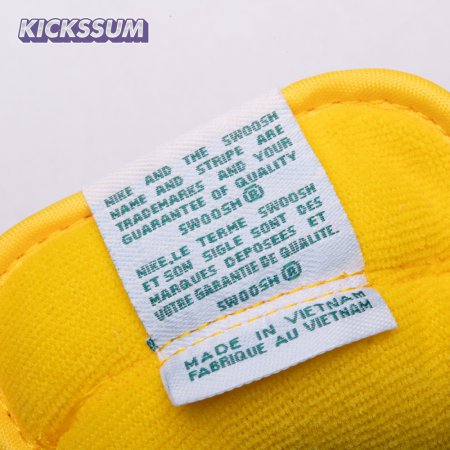 KICKSSUM
NIKE AND THE SWOOSH
NAME AND STRIPE ARE
TRADEMARKS AND YOUR
GUARANTEE OF QUALITY
SWOOSH®
NIKE,LE TERME SWOOSH
ET SON SIGLE SONT DES
MARQUES DEPOSEES ET
VOTRE GARANTIE DE QUALITE.
SWOOSH®
MADE IN VIETNAM
FABRIQUE AU VIETNAM